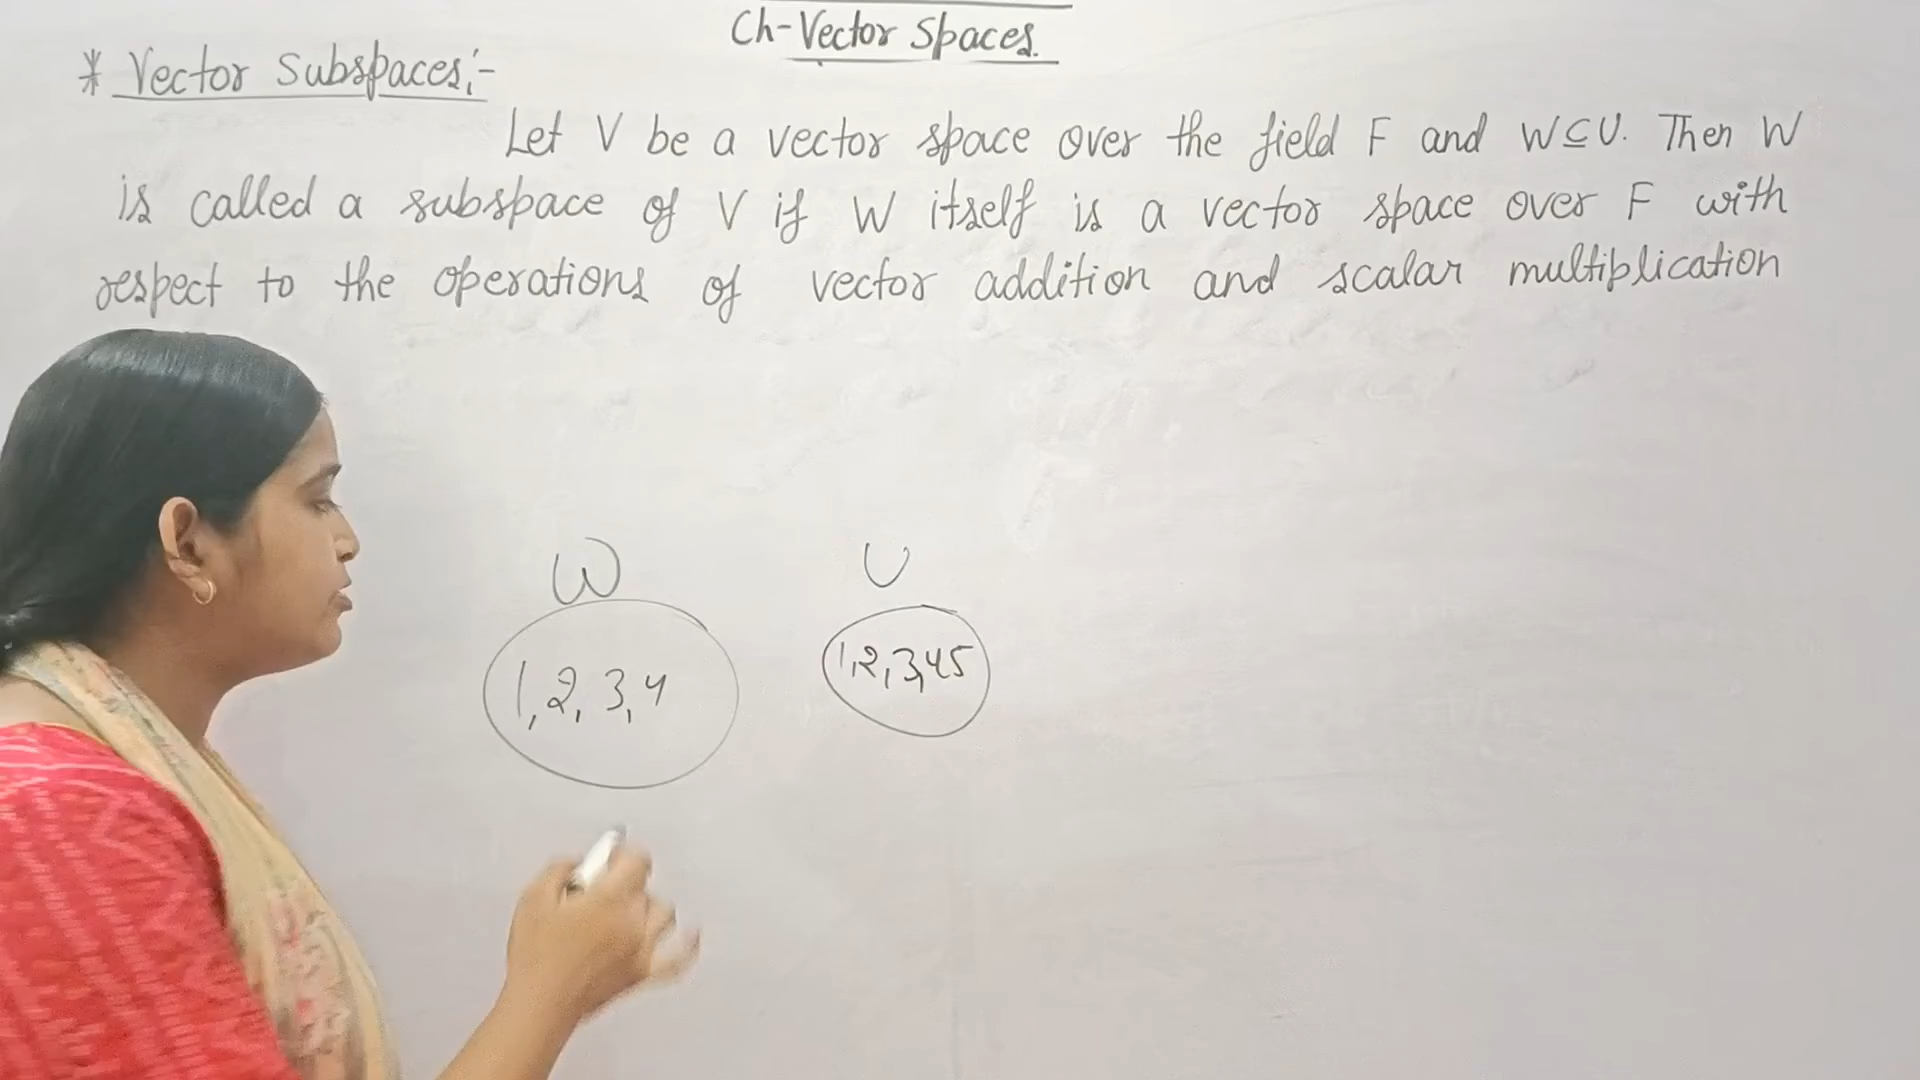 Ch-Vector Spaces.
* Vector Subspaces:-
Let V be a vector space over the field F and W⊆U. Then W
is called a subspace of V if W itself is a vector space over F with
respect to the operations of vector addition and scalar multiplication
W U
1, 2, 3, 4 1, 2, 3, 4 5